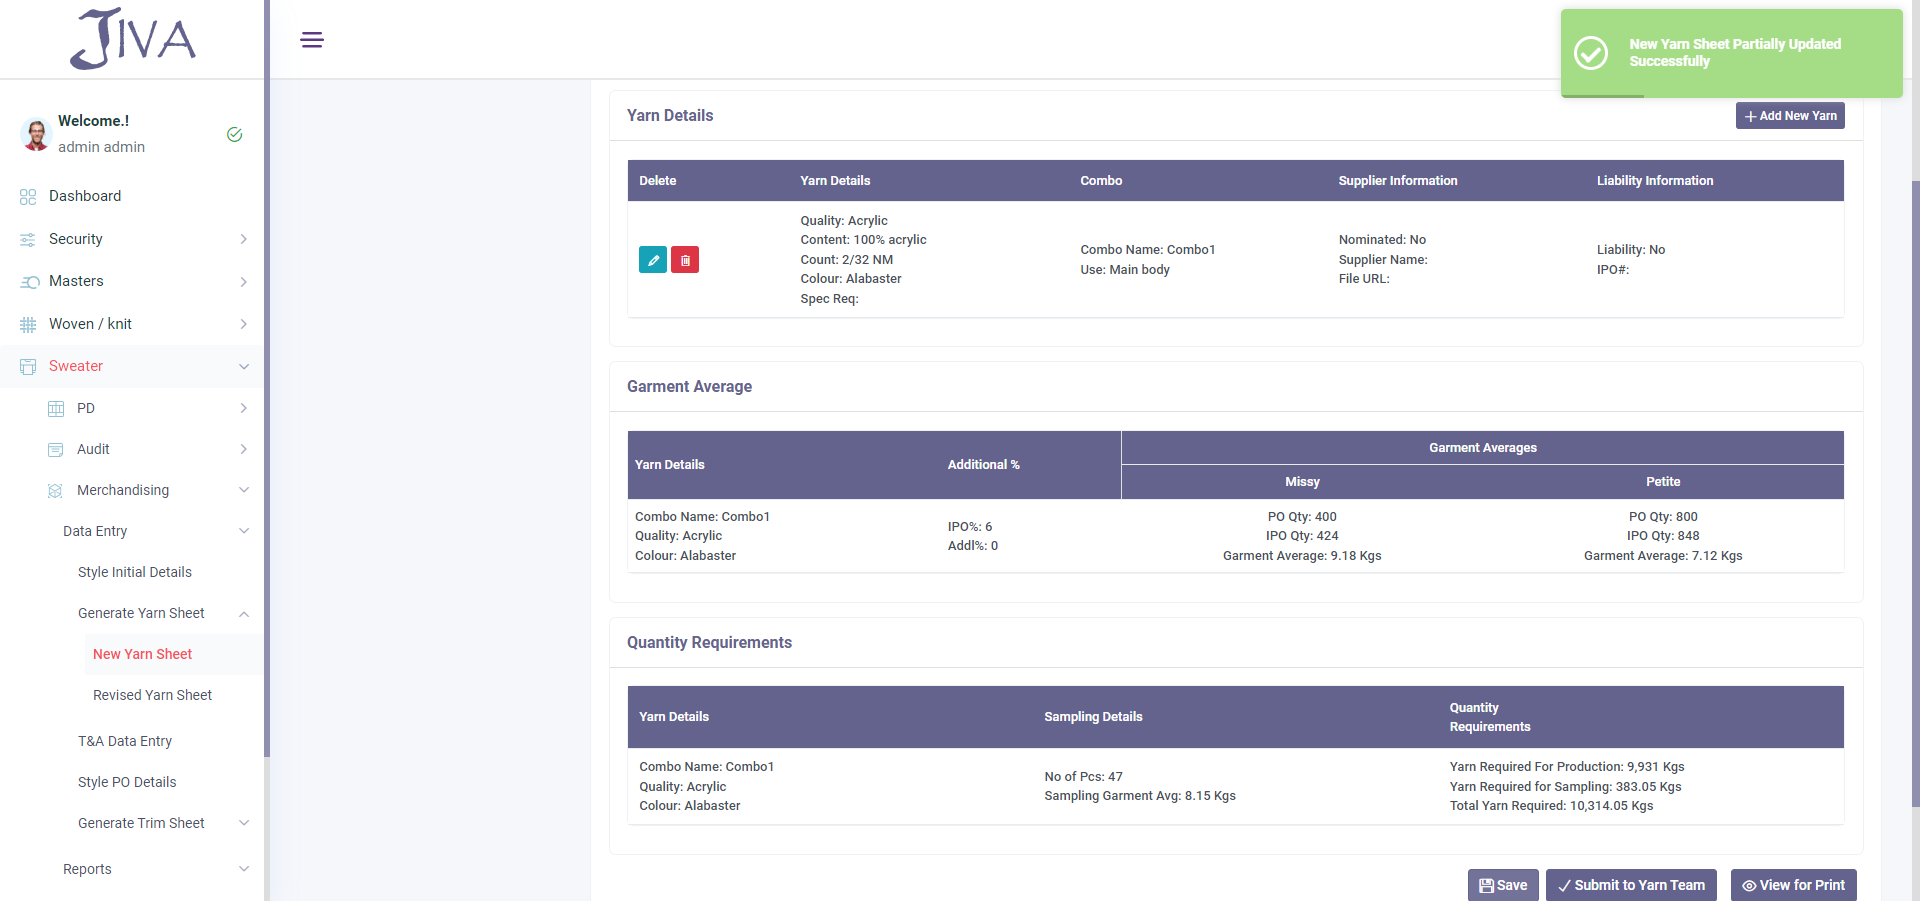 JIVA
New Yarn Sheet Partially Updated
Successfully
Welcome.!
admin admin
Dashboard
Security
Masters
Woven / knit
Sweater
PD
Audit
Merchandising
Data Entry
Style Initial Details
Generate Yarn Sheet
New Yarn Sheet
Revised Yarn Sheet
T&A Data Entry
Style PO Details
Generate Trim Sheet
Reports
Yarn Details
Add New Yarn
Delete Yarn Details Combo Supplier Information Liability Information
Quality: Acrylic
Content: 100% acrylic
Count: 2/32 NM
Colour: Alabaster
Spec Req:
Combo Name: Combo1
Use: Main body
Nominated: No
Supplier Name:
File URL:
Liability: No
IPO#:
Garment Average
Yarn Details Additional % Garment Averages
Missy Petite
Combo Name: Combo1
Quality: Acrylic
Colour: Alabaster
IPO%: 6
Addl%: 0
PO Qty: 400
IPO Qty: 424
Garment Average: 9.18 Kgs
PO Qty: 800
IPO Qty: 848
Garment Average: 7.12 Kgs
Quantity Requirements
Yarn Details Sampling Details Quantity
Requirements
Combo Name: Combo1
Quality: Acrylic
Colour: Alabaster
No of Pcs: 47
Sampling Garment Avg: 8.15 Kgs
Yarn Required For Production: 9,931 Kgs
Yarn Required for Sampling: 383.05 Kgs
Total Yarn Required: 10,314.05 Kgs
Save Submit to Yarn Team View for Print